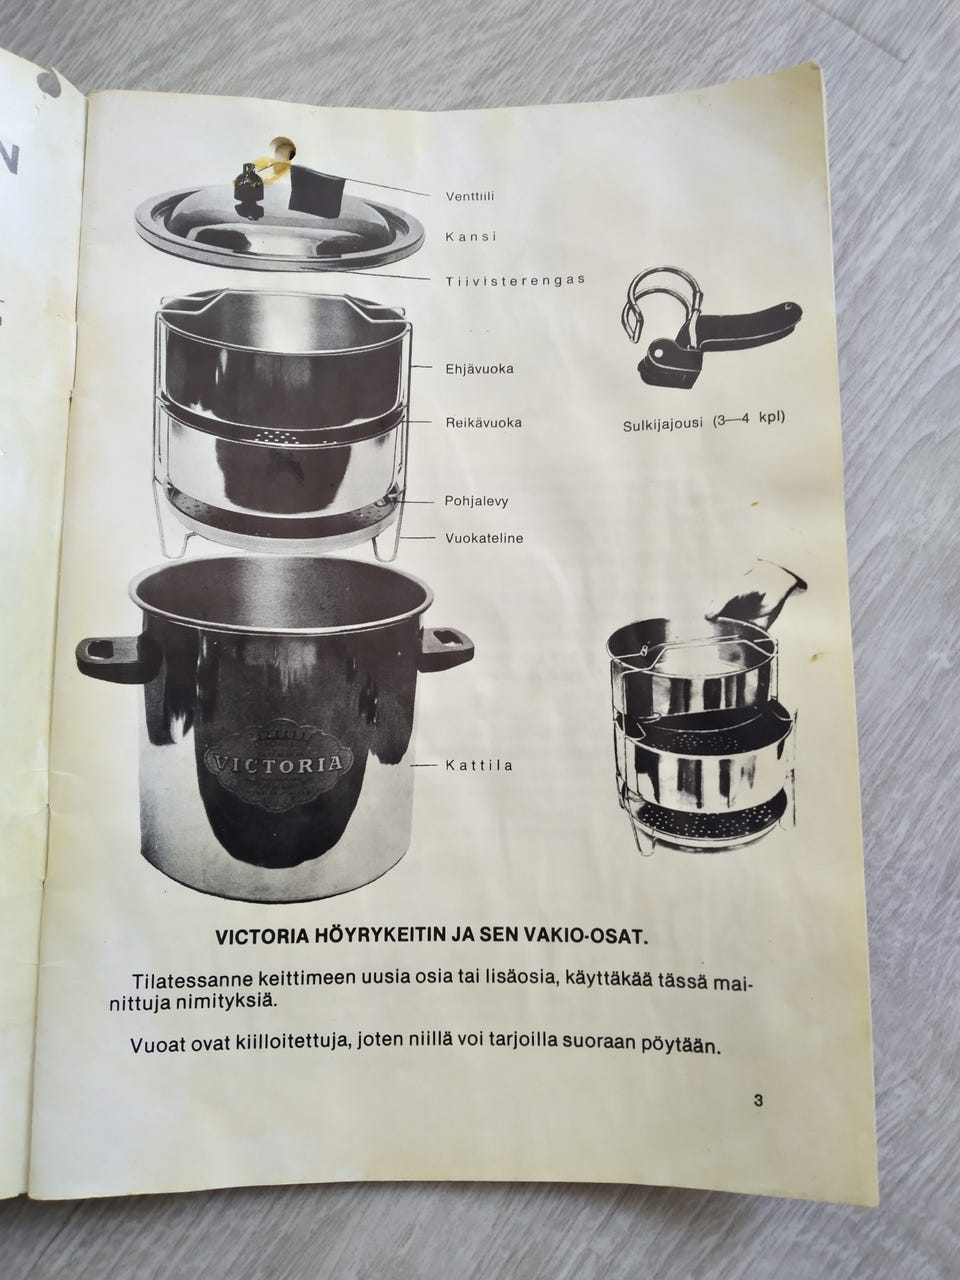 N
Venttiili
Kansi
Tiivisterengas
Ehjävuoka
Reikävuoka
Sulkijajousi (3—4 kpl)
Pohjalevy
Vuokateline
VICTORIA
Kattila
VICTORIA HÖYRYKEITIN JA SEN VAKIO-OSAT.
Tilatessanne keittimeen uusia osia tai lisäosia, käyttäkää tässä mai-
nittuja nimityksiä.
Vuoat ovat kiilloitettuja, joten niillä voi tarjoilla suoraan pöytään.
3